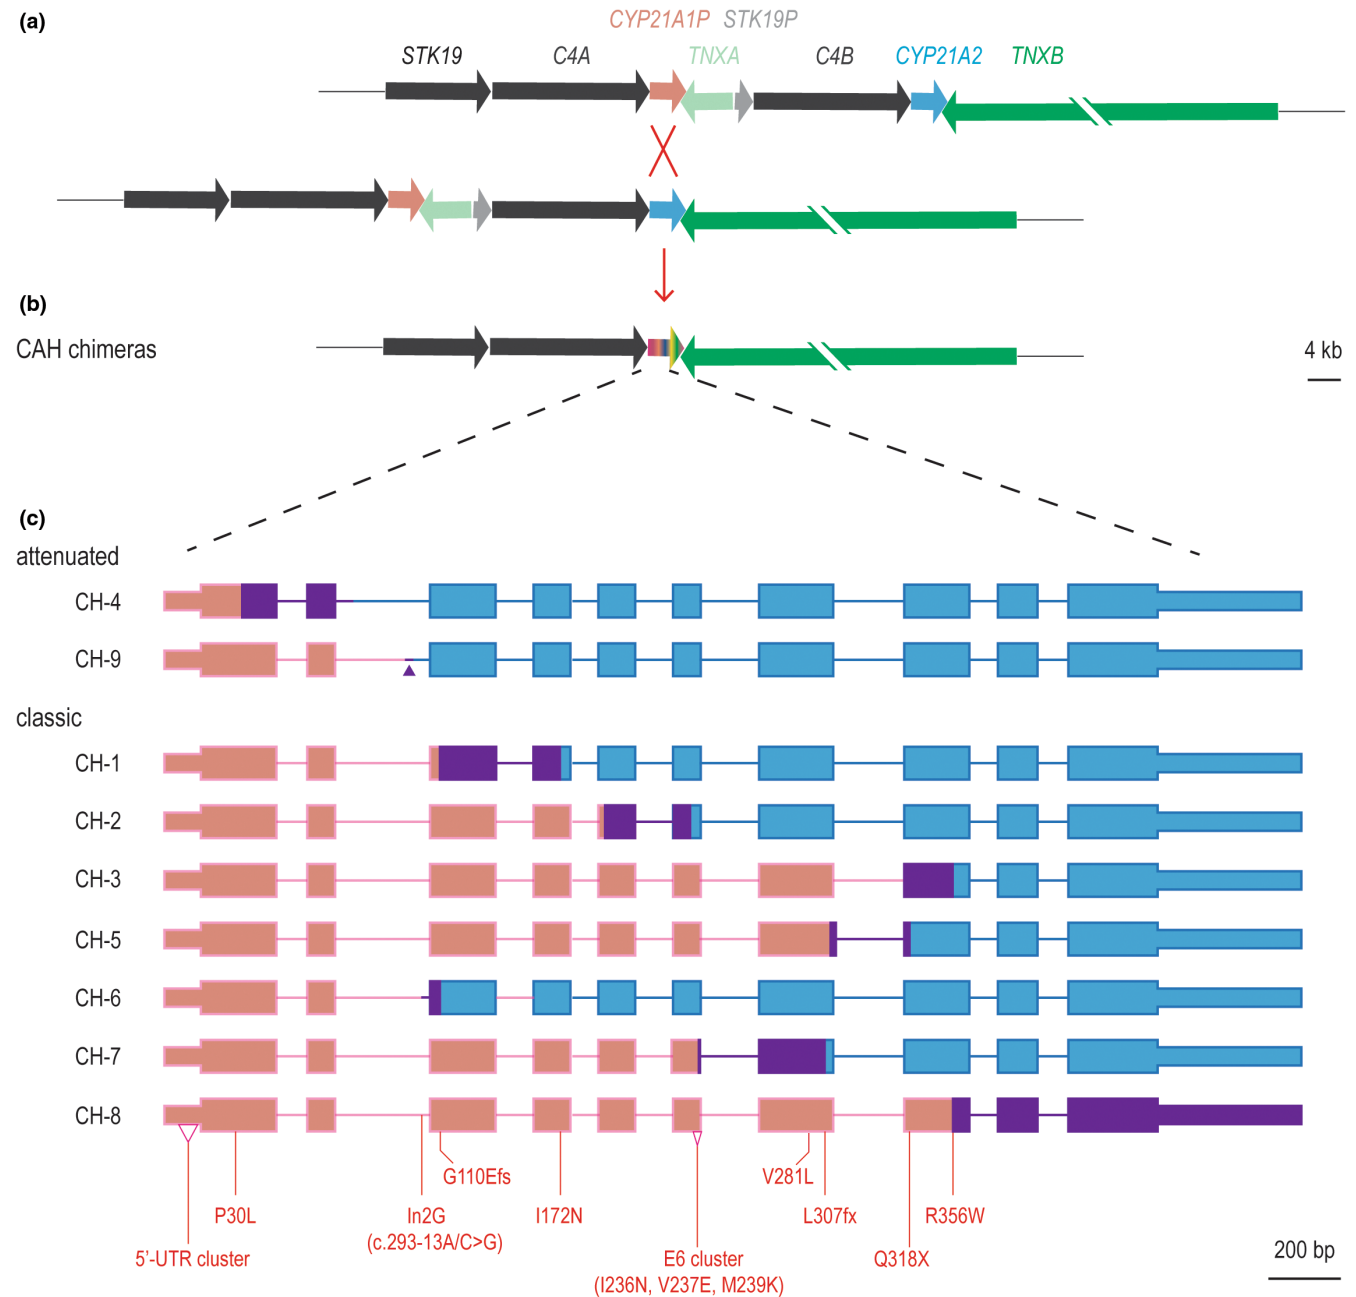 (a)
CYP21A1P STK19P
STK19 C4A TNXA C4B CYP21A2 TNXB
(b)
CAH chimeras
4 kb
(c)
attenuated
CH-4
CH-9
classic
CH-1
CH-2
CH-3
CH-5
CH-6
CH-7
CH-8
G110Efs V281L
P30L In2G I172N L307fx R356W
(c.293-13A/C>G)
5'-UTR cluster E6 cluster Q318X
(I236N, V237E, M239K)
200 bp